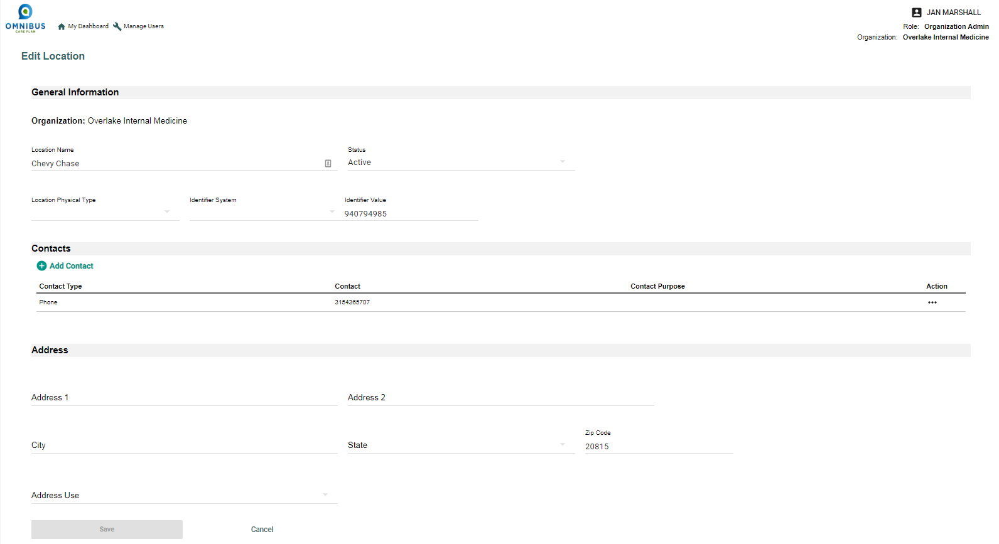 OMNIBUS
CARE PLAN
My Dashboard
Manage Users
JAN MARSHALL
Role: Organization Admin
Organization: Overlake Internal Medicine
Edit Location
General Information
Organization: Overlake Internal Medicine
Location Name
Status
Chevy Chase
Active
Location Physical Type
Identifier System
Identifier Value
940794985
Contacts
Add Contact
Contact Type
Contact
Contact Purpose
Action
Phone
3154365707
Address
Address 1
Address 2
Zip Code
City
State
20815
Address Use
Save
Cancel